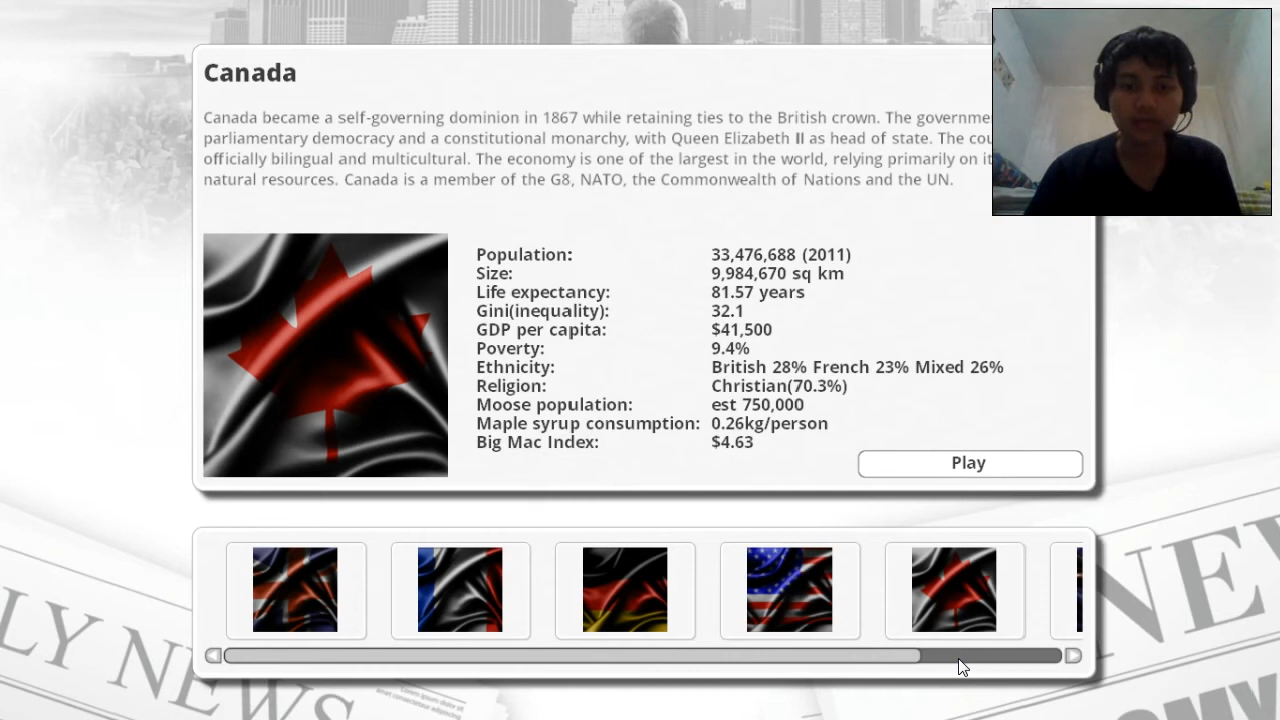 Canada
Canada became a self-governing dominion in 1867 while retaining ties to the British crown. The governme
parliamentary democracy and a constitutional monarchy, with Queen Elizabeth II as head of state. The cou
officially bilingual and multicultural. The economy is one of the largest in the world, relying primarily on it
natural resources. Canada is a member of the G8, NATO, the Commonwealth of Nations and the UN.
Population: 33,476,688 (2011)
Size: 9,984,670 sq km
Life expectancy: 81.57 years
Gini(inequality): 32.1
GDP per capita: $41,500
Poverty: 9.4%
Ethnicity: British 28% French 23% Mixed 26%
Religion: Christian(70.3%)
Moose population: est 750,000
Maple syrup consumption: 0.26kg/person
Big Mac Index: $4.63
Play
LY NEWS
NEW
OMY